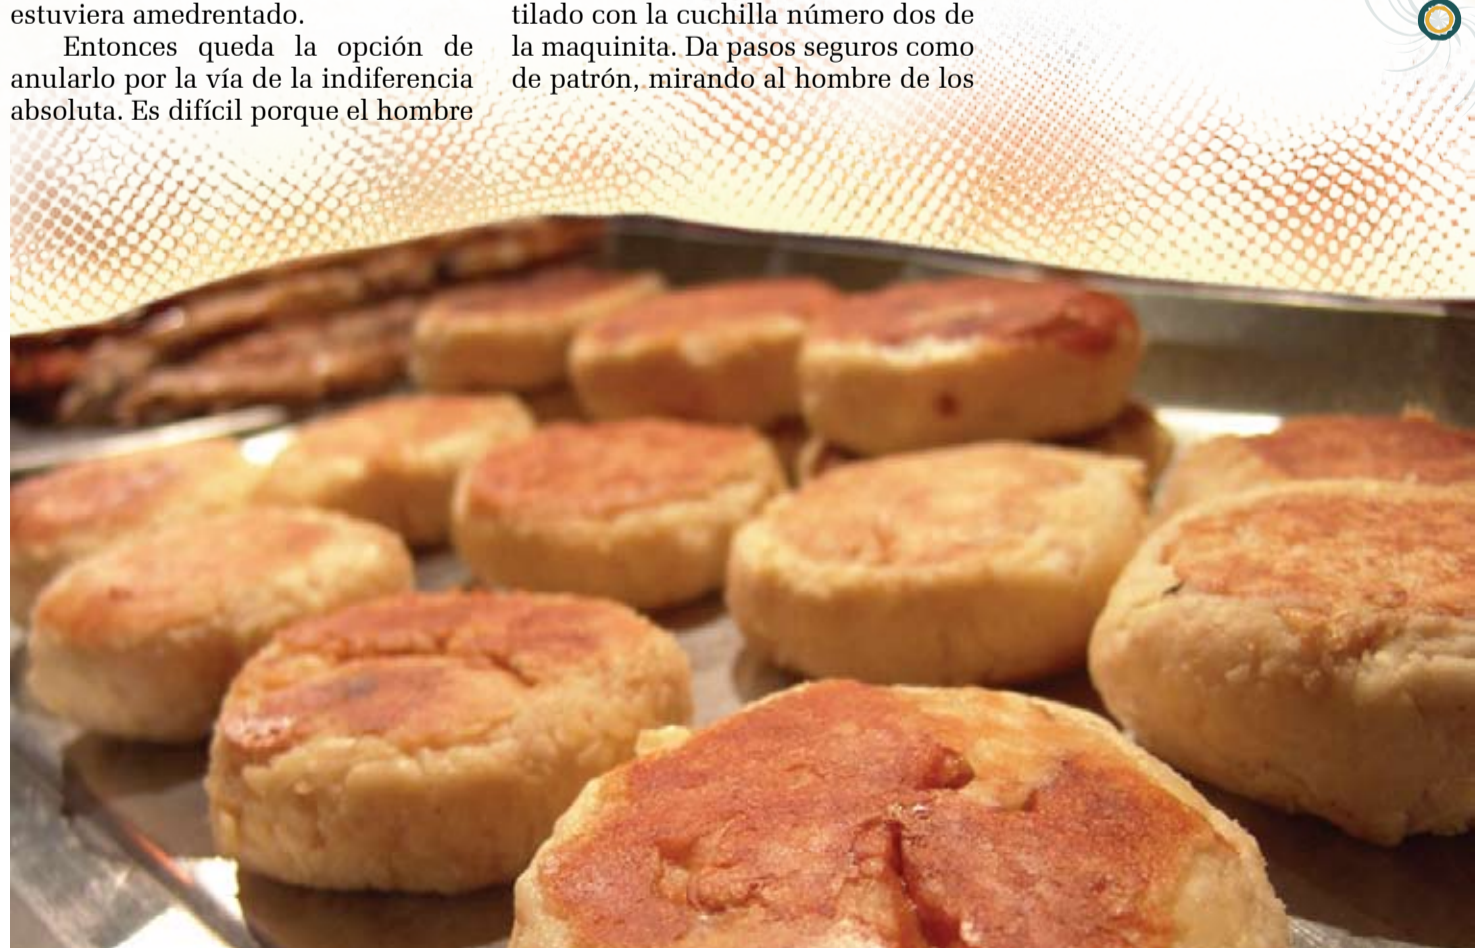 estuviera amedrentado.
Entonces queda la opción de
anularlo por la vía de la indiferencia
absoluta. Es difícil porque el hombre
tilado con la cuchilla número dos de
la maquinita. Da pasos seguros como
de patrón, mirando al hombre de los